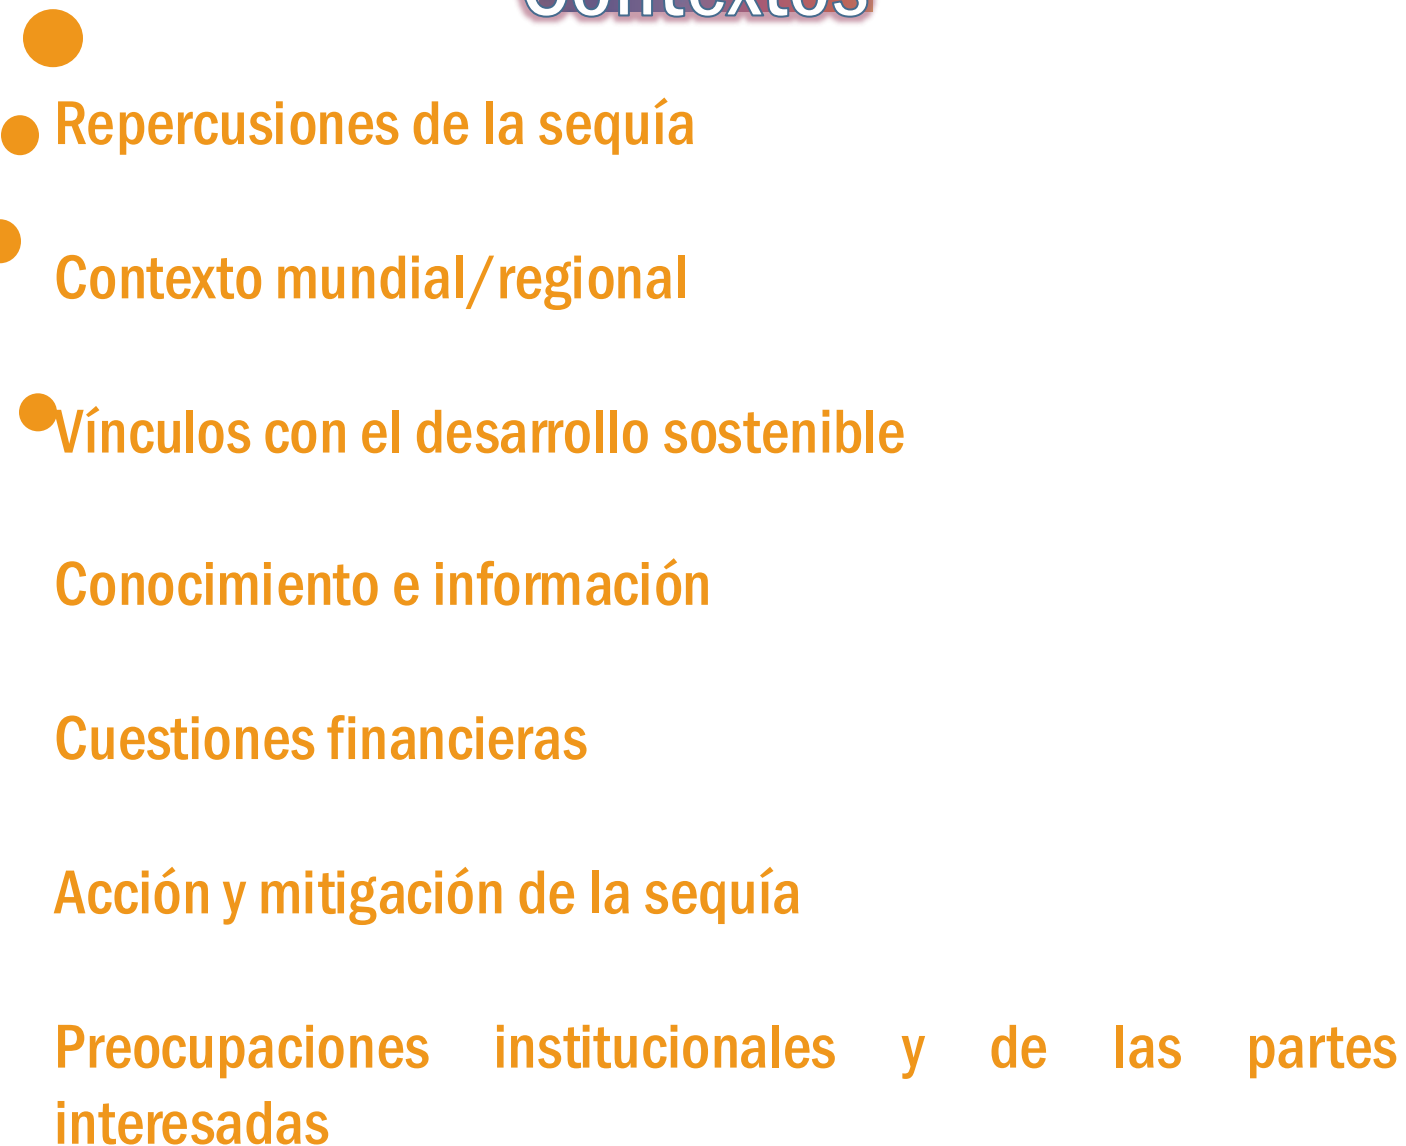 Contextos
Repercusiones de la sequía
Contexto mundial/regional
Vínculos con el desarrollo sostenible
Conocimiento e información
Cuestiones financieras
Acción y mitigación de la sequía
Preocupaciones institucionales y de las partes
interesadas